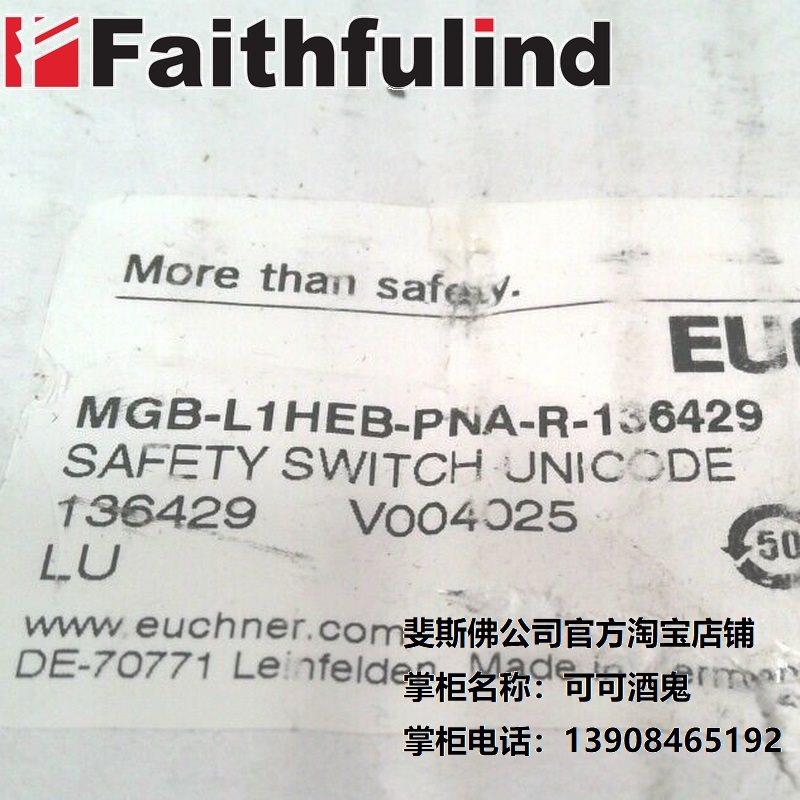 Faithfulind
More than safety.
EUC
MGB-L1HEB-PNA-R-136429
SAFETY SWITCH UNICODE
136429 V004025
LU
50
www.euchner.com
DE-70771 Leinfelden, Made in German
斐斯佛公司官方淘宝店铺
掌柜名称：可可酒鬼
掌柜电话：13908465192